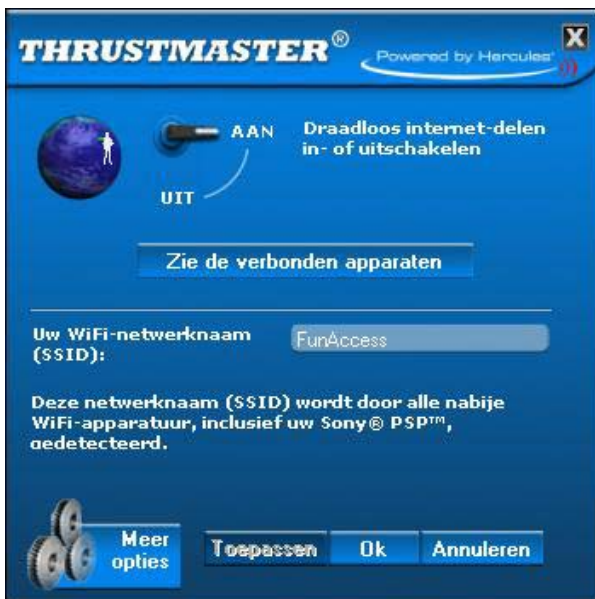 THRUSTMASTER®
Powered by Hercules®
X
AAN
UIT
Draadloos internet-delen
in- of uitschakelen
Zie de verbonden apparaten
Uw WiFi-netwerknaam
(SSID):
FunAccess
Deze netwerknaam (SSID) wordt door alle nabije
WiFi-apparatuur, inclusief uw Sony® PSP™,
gedetecteerd.
Meer
opties
Toepassen
Ok
Annuleren